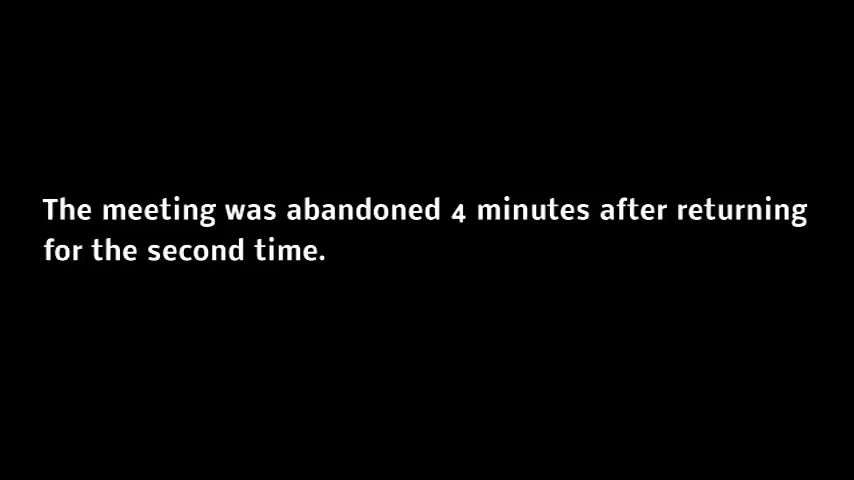 The meeting was abandoned 4 minutes after returning
for the second time.